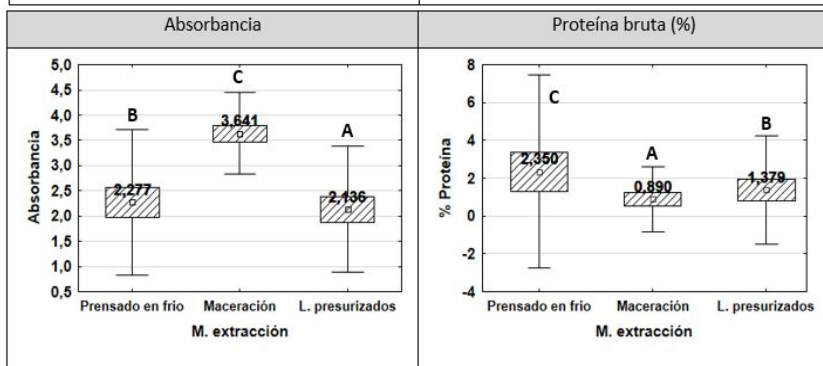 Absorbancia
Proteína bruta (%)
5,0
4,5
4,0
3,5
3,0
2,5
2,0
1,5
1,0
0,5
Absorbancia
B
2,277
C
3,641
A
2,136
Prensado en frio Maceración L. presurizados
M. extracción
8
6
4
2
0
-2
-4
% Proteína
C
2,350
A
0,890
B
1,379
Prensado en frio Maceración L. presurizados
M. extracción